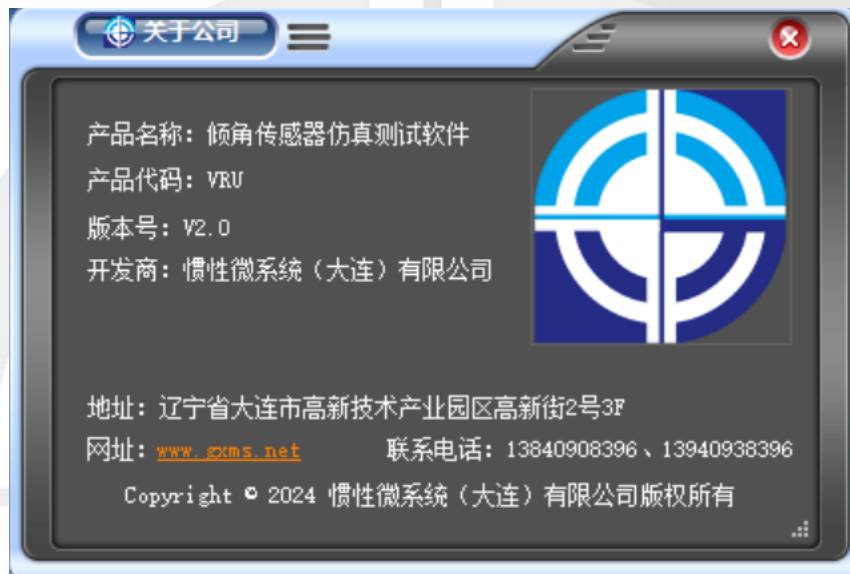 关于公司
产品名称：倾角传感器仿真测试软件
产品代码：VRU
版本号：V2.0
开发商：惯性微系统（大连）有限公司
地址：辽宁省大连市高新技术产业园区高新街2号3F
网址：www.gxms.net 联系电话：13840908396、13940938396
Copyright © 2024 惯性微系统（大连）有限公司版权所有